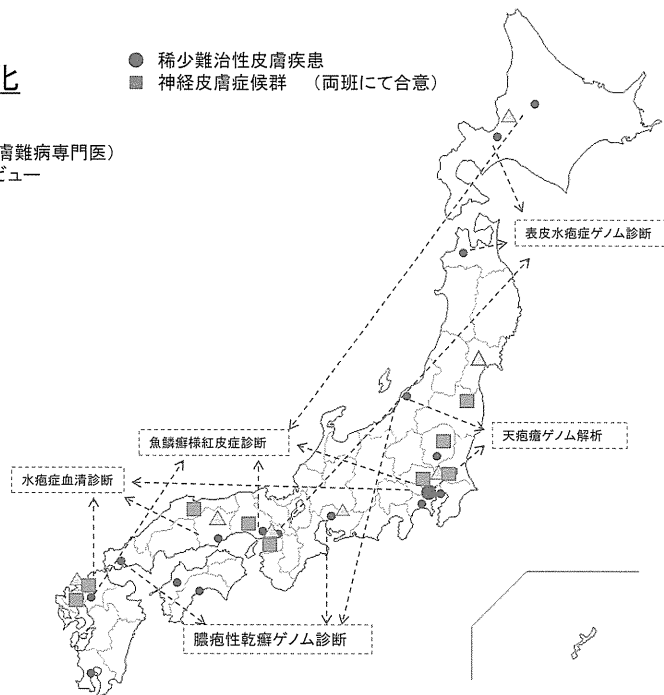 化
● 稀少難治性皮膚疾患
■ 神経皮膚症候群 （両班にて合意）
膚難病専門医）
ビュー
表皮水疱症ゲノム診断
天疱瘡ゲノム解析
魚鱗癬様紅皮症診断
水疱症血清診断
膿疱性乾癬ゲノム診断